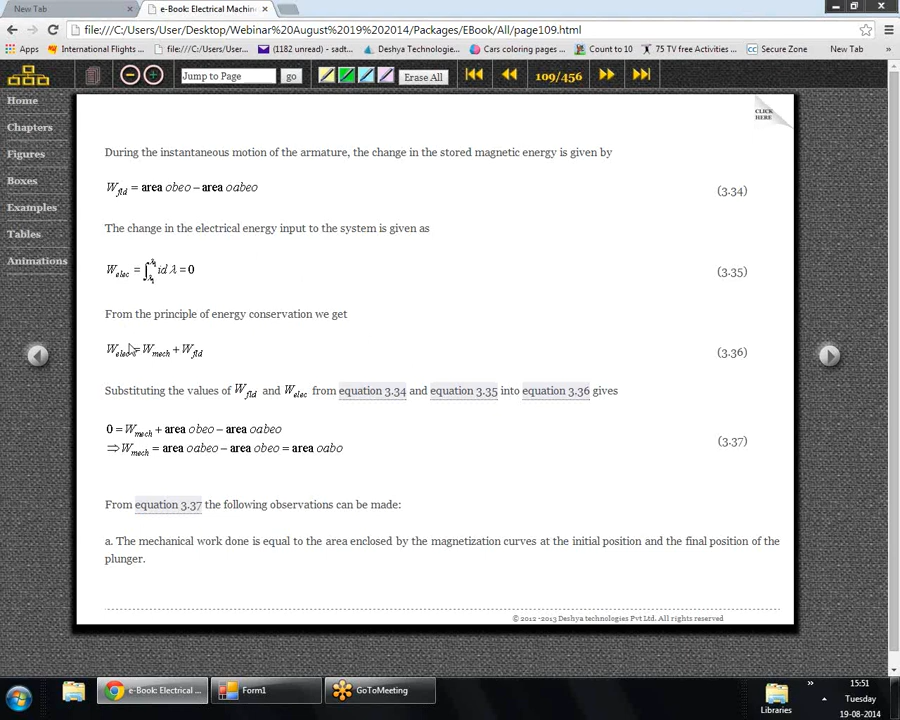 New Tab
e-Book: Electrical Machin
file:///C:/Users/User/Desktop/Webinar%20August%2019%202014/Packages/EBook/All/page109.html
Apps International Flights ... file:///C:/Users/User... (1182 unread) - sadt... Deshya Technologie... Cars coloring pages ... Count to 10 75 TV free Activities ... Secure Zone New Tab »
Jump to Page go Erase All 109/456
Home
Chapters
Figures
Boxes
Examples
Tables
Animations
CLICK
HERE
During the instantaneous motion of the armature, the change in the stored magnetic energy is given by
W_fld = area obeo − area oabeo (3.34)
The change in the electrical energy input to the system is given as
W_elec = ∫_λ₁^λ₁ idλ = 0 (3.35)
From the principle of energy conservation we get
W_elec = W_mech + W_fld (3.36)
Substituting the values of W_fld and W_elec from equation 3.34 and equation 3.35 into equation 3.36 gives
0 = W_mech + area obeo − area oabeo
⇒ W_mech = area oabeo − area obeo = area oabo (3.37)
From equation 3.37 the following observations can be made:
a. The mechanical work done is equal to the area enclosed by the magnetization curves at the initial position and the final position of the
plunger.
© 2012 -2013 Deshya technologies Pvt Ltd. All rights reserved
e-Book: Electrical ...
Form1
GoToMeeting
Libraries
»
15:51
Tuesday
19-08-2014